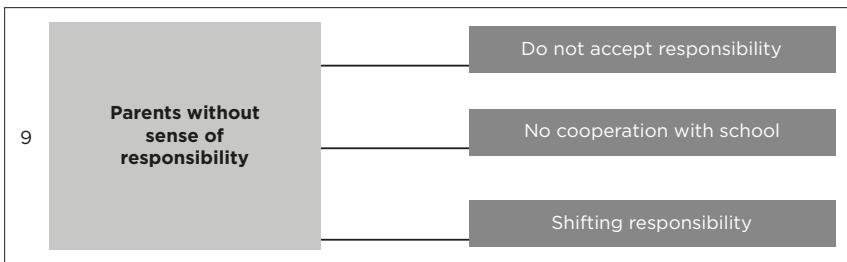 9
Parents without
sense of
responsibility
Do not accept responsibility
No cooperation with school
Shifting responsibility